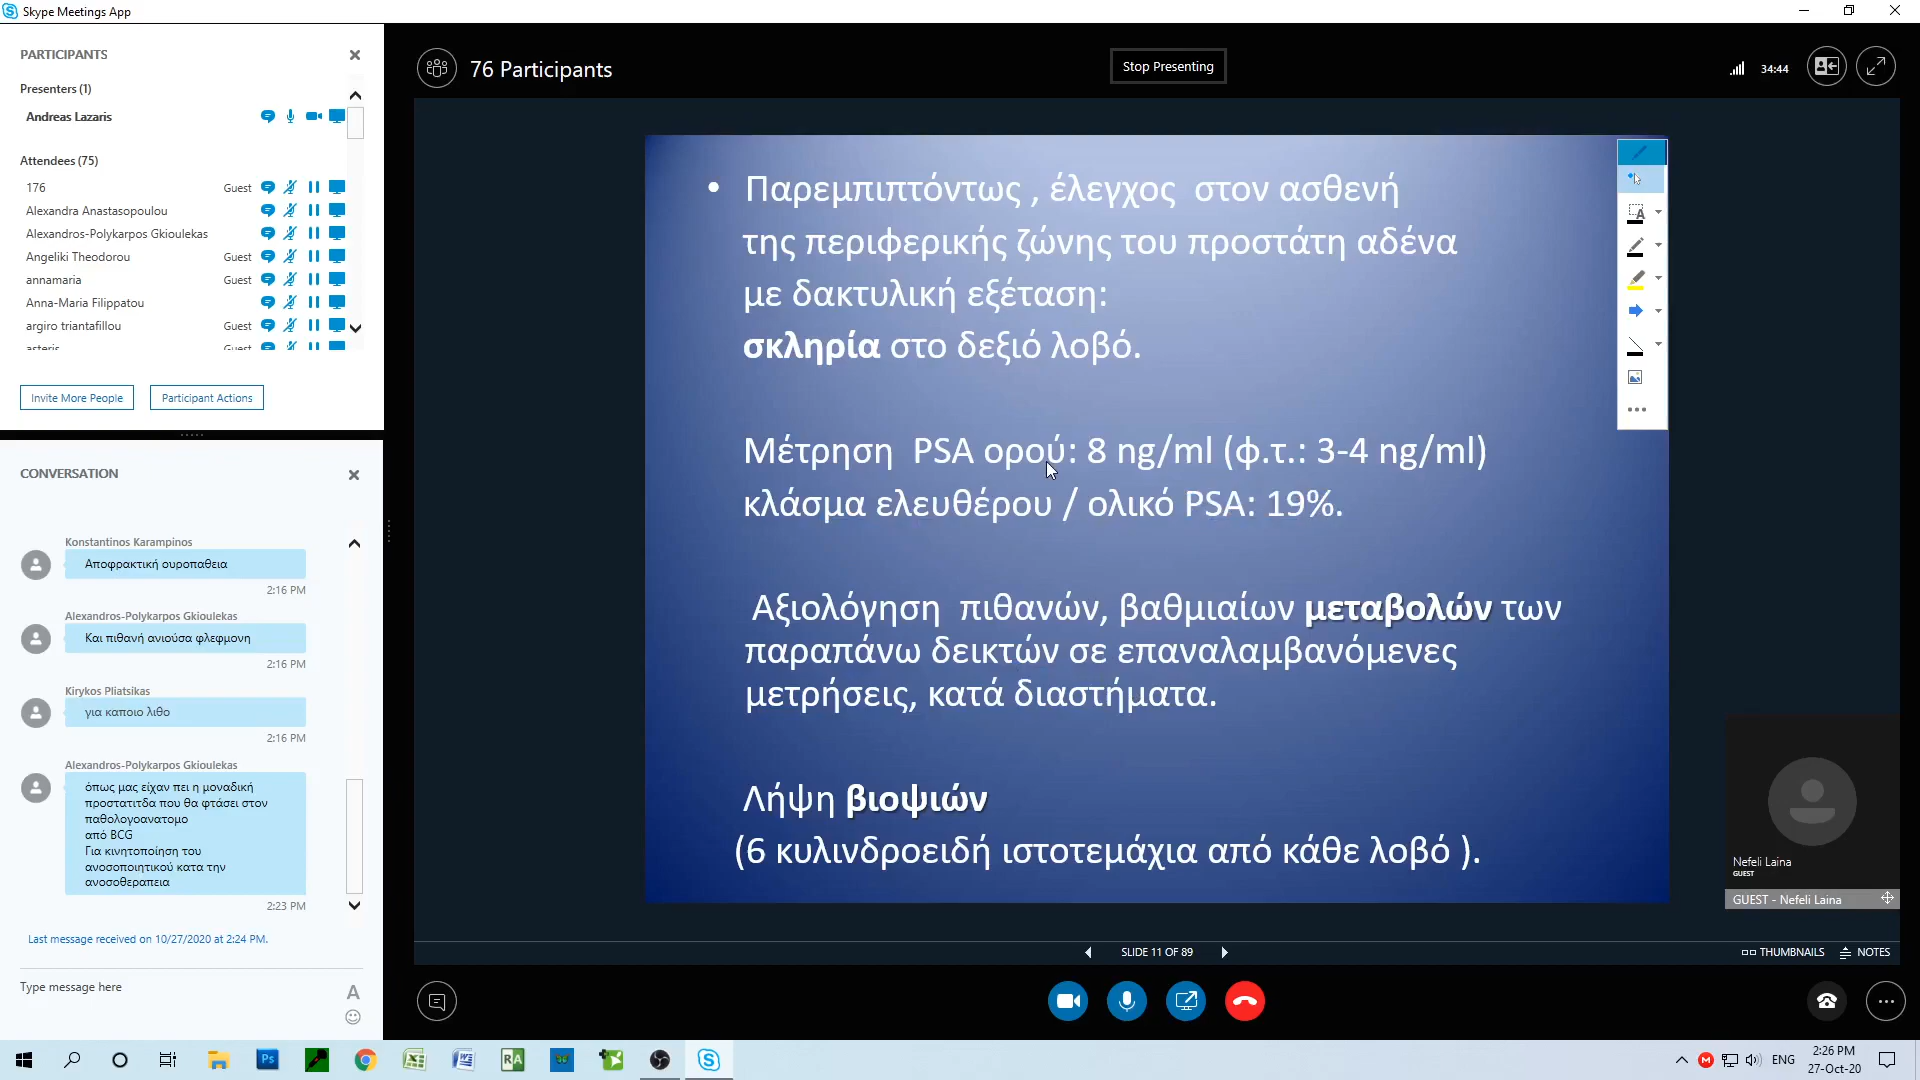 Skype Meetings App
PARTICIPANTS
Presenters (1)
Andreas Lazaris
Attendees (75)
176 Guest
Alexandra Anastasopoulou
Alexandros-Polykarpos Gkioulekas
Angeliki Theodorou Guest
annamaria Guest
Anna-Maria Filippatou
argiro triantafillou Guest
asteris Guest
Invite More People
Participant Actions
CONVERSATION
Konstantinos Karampinos
Αποφρακτική ουροπαθεια
2:16 PM
Alexandros-Polykarpos Gkioulekas
Και πιθανή ανιούσα φλεφμονη
2:16 PM
Kirykos Pliatsikas
για καποιο λιθο
2:16 PM
Alexandros-Polykarpos Gkioulekas
όπως μας είχαν πει η μοναδική
προστατιτδα που θα φτάσει στον
παθολογοανατομο
από BCG
Για κινητοποίηση του
ανοσοποιητικού κατα την
ανοσοθεραπεια
2:23 PM
Last message received on 10/27/2020 at 2:24 PM.
Type message here
76 Participants
Stop Presenting
34:44
• Παρεμπιπτόντως , έλεγχος στον ασθενή
της περιφερικής ζώνης του προστάτη αδένα
με δακτυλική εξέταση:
σκληρία στο δεξιό λοβό.
Μέτρηση PSA ορού: 8 ng/ml (φ.τ.: 3-4 ng/ml)
κλάσμα ελευθέρου / ολικό PSA: 19%.
Αξιολόγηση πιθανών, βαθμιαίων μεταβολών των
παραπάνω δεικτών σε επαναλαμβανόμενες
μετρήσεις, κατά διαστήματα.
Λήψη βιοψιών
(6 κυλινδροειδή ιστοτεμάχια από κάθε λοβό ).
Nefeli Laina
GUEST
GUEST - Nefeli Laina
SLIDE 11 OF 89
THUMBNAILS
NOTES
ENG
2:26 PM
27-Oct-20